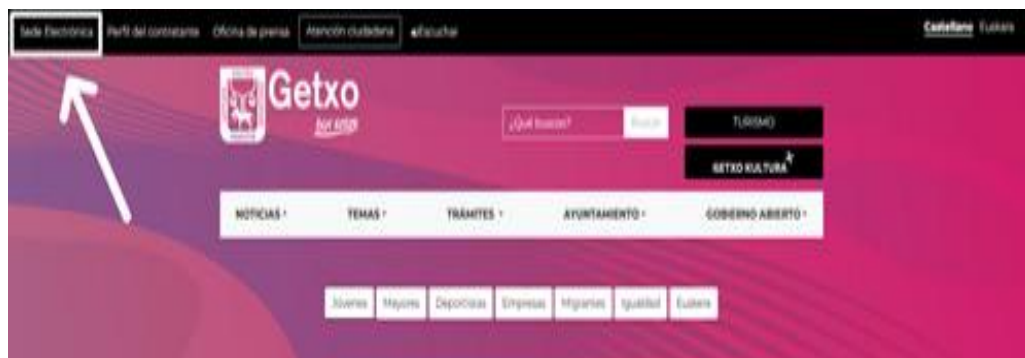 Sede Electrónica Perfil del contratante Oficina de prensa Atención ciudadana Escuchar Castellano Euskara
Getxo
¿Qué buscas? Buscar TURISMO
GETXO KULTURA
NOTICIAS TEMAS TRÁMITES AYUNTAMIENTO GOBIERNO ABIERTO
Jóvenes Mayores Deportistas Empresas Migrantes Igualdad Euskera